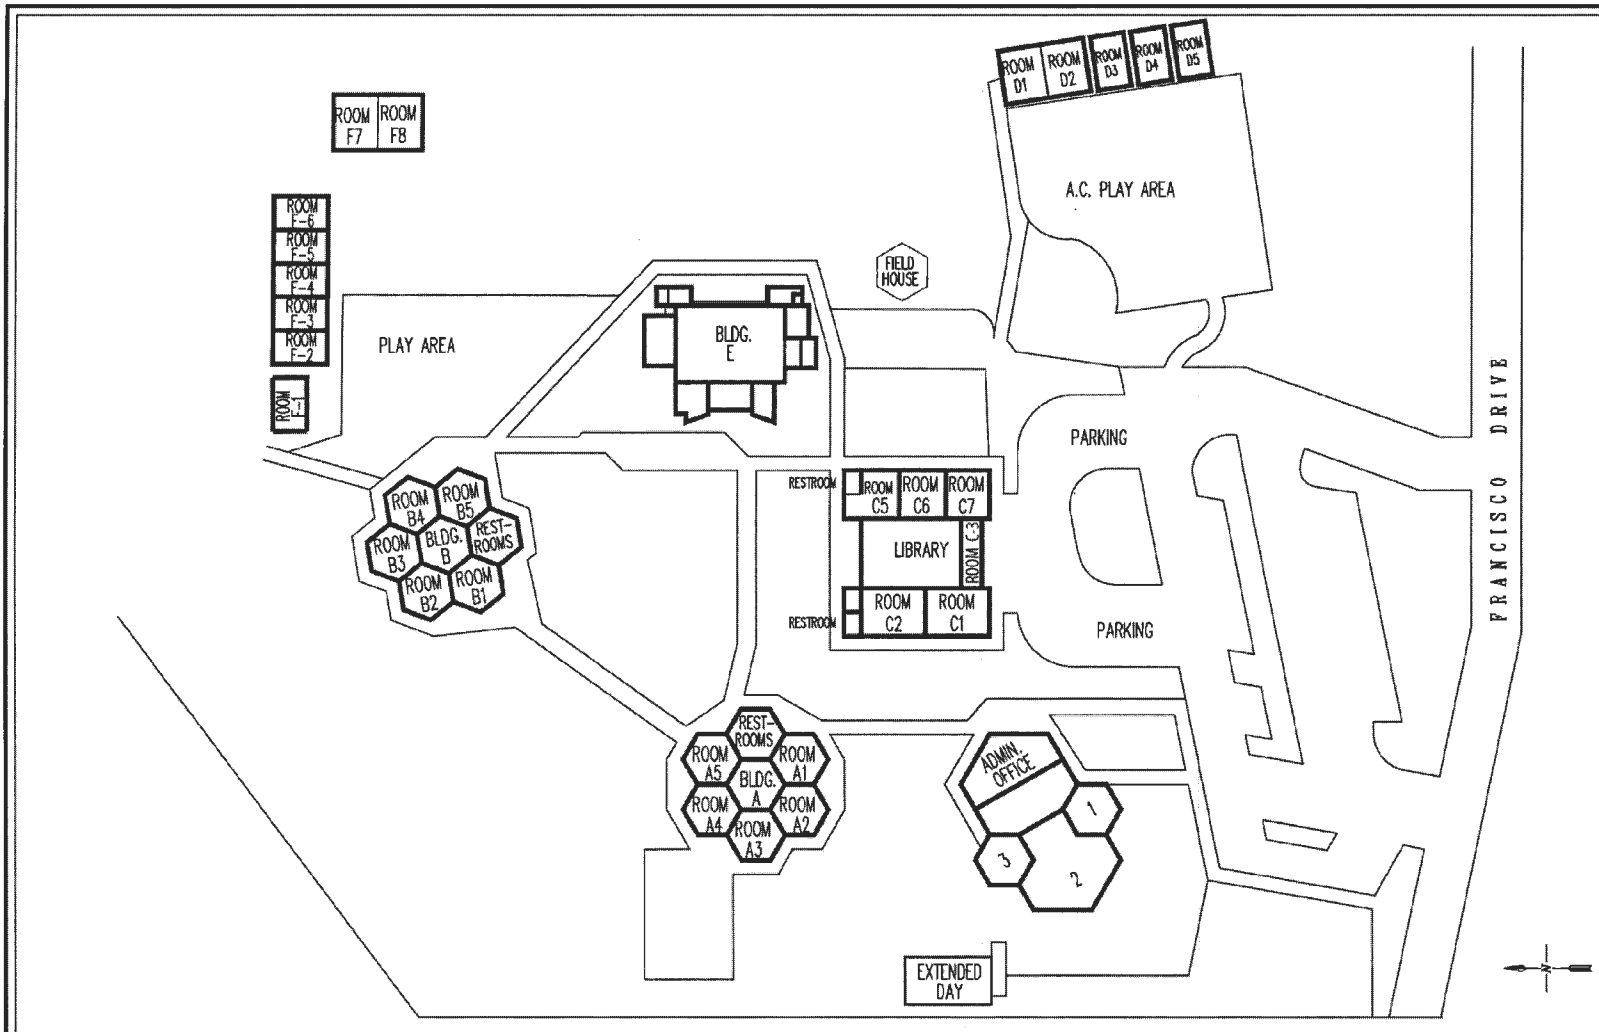 ROOM
D1
ROOM
D2
ROOM
D3
ROOM
D4
ROOM
D5
ROOM
F7
ROOM
F8
A.C. PLAY AREA
ROOM
F-6
ROOM
F-5
ROOM
F-4
ROOM
F-3
ROOM
F-2
ROOM
F-1
FIELD
HOUSE
PLAY AREA
BLDG.
E
FRANCISCO DRIVE
PARKING
RESTROOM
ROOM
C5
ROOM
C6
ROOM
C7
LIBRARY
ROOM C-3
ROOM
C2
ROOM
C1
RESTROOM
PARKING
ROOM
B4
ROOM
B5
ROOM
B3
BLDG.
B
REST-
ROOMS
ROOM
B2
ROOM
B1
REST-
ROOMS
ROOM
A5
ROOM
A1
BLDG.
A
ROOM
A4
ROOM
A2
ROOM
A3
ADMIN.
OFFICE
1
3
2
EXTENDED
DAY
N